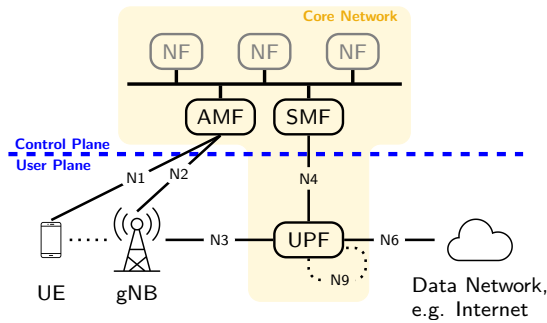 Core Network
NF NF NF
AMF SMF
Control Plane
User Plane
N1 N2 N4
N3 UPF N6
N9
UE gNB
Data Network,
e.g. Internet